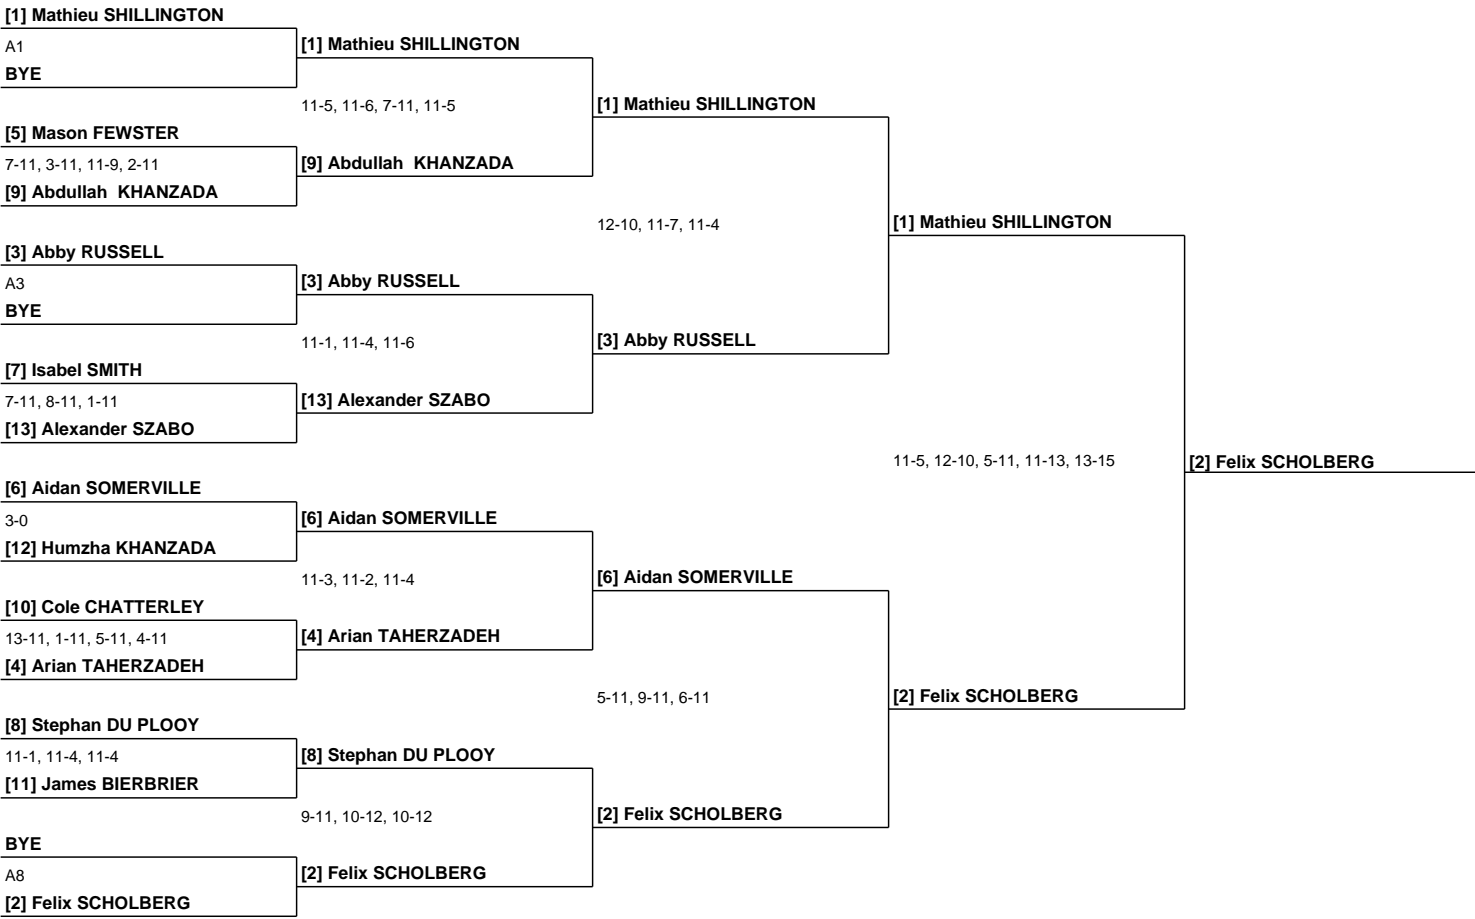 [1] Mathieu SHILLINGTON
A1
BYE
[5] Mason FEWSTER
7-11, 3-11, 11-9, 2-11
[9] Abdullah  KHANZADA
[3] Abby RUSSELL
A3
BYE
[7] Isabel SMITH
7-11, 8-11, 1-11
[13] Alexander SZABO
[6] Aidan SOMERVILLE
3-0
[12] Humzha KHANZADA
[10] Cole CHATTERLEY
13-11, 1-11, 5-11, 4-11
[4] Arian TAHERZADEH
[8] Stephan DU PLOOY
11-1, 11-4, 11-4
[11] James BIERBRIER
BYE
A8
[2] Felix SCHOLBERG
[1] Mathieu SHILLINGTON
11-5, 11-6, 7-11, 11-5
[9] Abdullah  KHANZADA
[3] Abby RUSSELL
11-1, 11-4, 11-6
[13] Alexander SZABO
[6] Aidan SOMERVILLE
11-3, 11-2, 11-4
[4] Arian TAHERZADEH
[8] Stephan DU PLOOY
9-11, 10-12, 10-12
[2] Felix SCHOLBERG
[1] Mathieu SHILLINGTON
12-10, 11-7, 11-4
[3] Abby RUSSELL
[6] Aidan SOMERVILLE
5-11, 9-11, 6-11
[2] Felix SCHOLBERG
[1] Mathieu SHILLINGTON
11-5, 12-10, 5-11, 11-13, 13-15
[2] Felix SCHOLBERG
[2] Felix SCHOLBERG